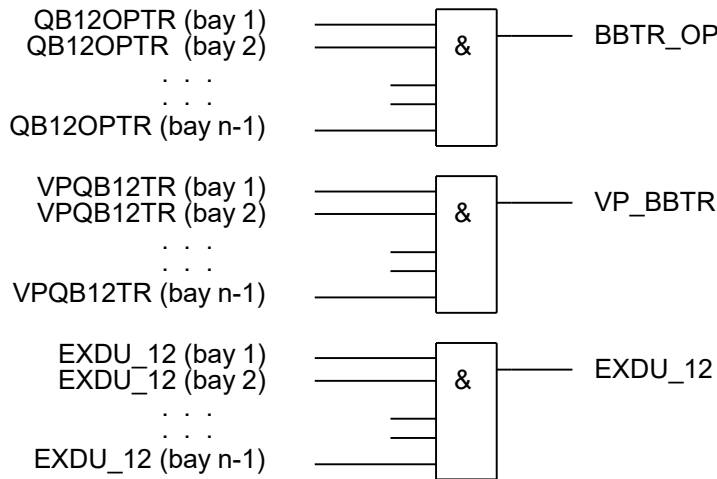 QB12OPTR (bay 1)
QB12OPTR (bay 2)
. . .
. . .
QB12OPTR (bay n-1)
&
BBTR_OP
VPQB12TR (bay 1)
VPQB12TR (bay 2)
. . .
. . .
VPQB12TR (bay n-1)
&
VP_BBTR
EXDU_12 (bay 1)
EXDU_12 (bay 2)
. . .
. . .
EXDU_12 (bay n-1)
&
EXDU_12